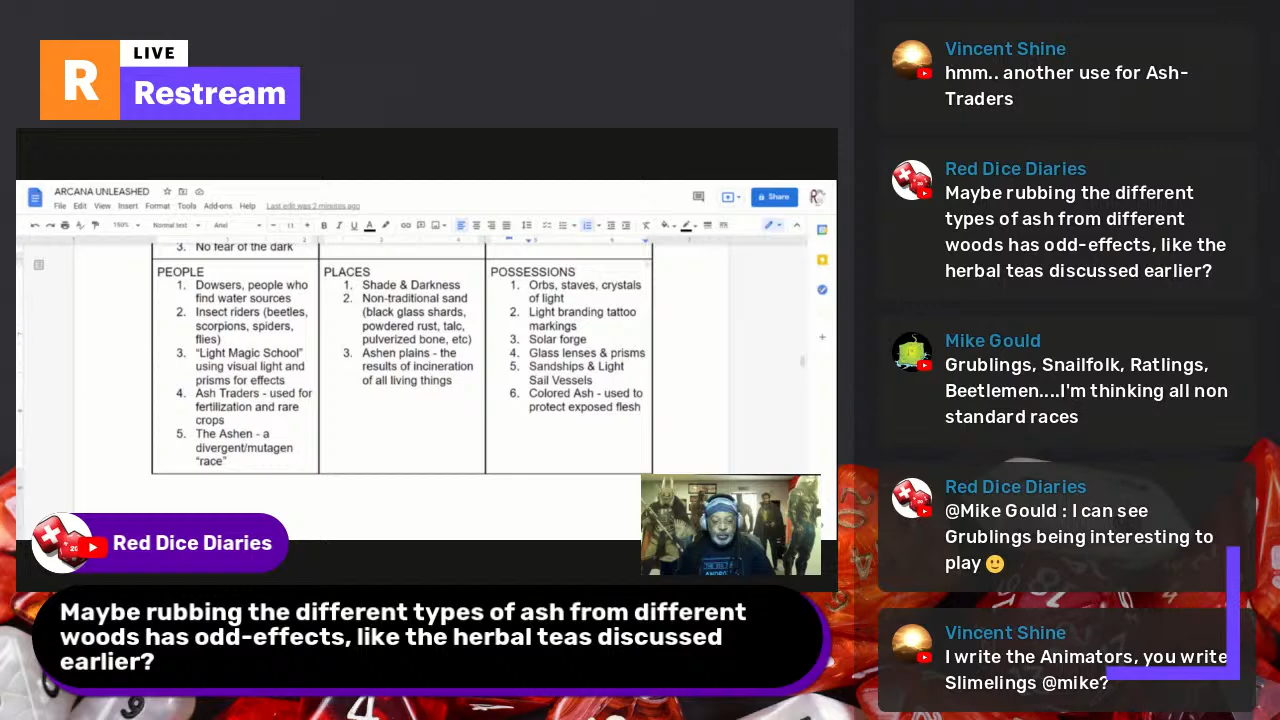 R
LIVE
Restream
ARCANA UNLEASHED
File Edit View Insert Format Tools Add-ons Help Last edit was 2 minutes ago
Share
150% Normal text Arial 11
3. No fear of the dark
PEOPLE
1. Dowsers, people who
find water sources
2. Insect riders (beetles,
scorpions, spiders,
flies)
3. “Light Magic School”
using visual light and
prisms for effects
4. Ash Traders - used for
fertilization and rare
crops
5. The Ashen - a
divergent/mutagen
“race”
PLACES
1. Shade & Darkness
2. Non-traditional sand
(black glass shards,
powdered rust, talc,
pulverized bone, etc)
3. Ashen plains - the
results of incineration
of all living things
POSSESSIONS
1. Orbs, staves, crystals
of light
2. Light branding tattoo
markings
3. Solar forge
4. Glass lenses & prisms
5. Sandships & Light
Sail Vessels
6. Colored Ash - used to
protect exposed flesh
Red Dice Diaries
Maybe rubbing the different types of ash from different
woods has odd-effects, like the herbal teas discussed
earlier?
Vincent Shine
hmm.. another use for Ash-
Traders
Red Dice Diaries
Maybe rubbing the different
types of ash from different
woods has odd-effects, like the
herbal teas discussed earlier?
Mike Gould
Grublings, Snailfolk, Ratlings,
Beetlemen....I'm thinking all non
standard races
Red Dice Diaries
@Mike Gould : I can see
Grublings being interesting to
play 🙂
Vincent Shine
I write the Animators, you write
Slimelings @mike?